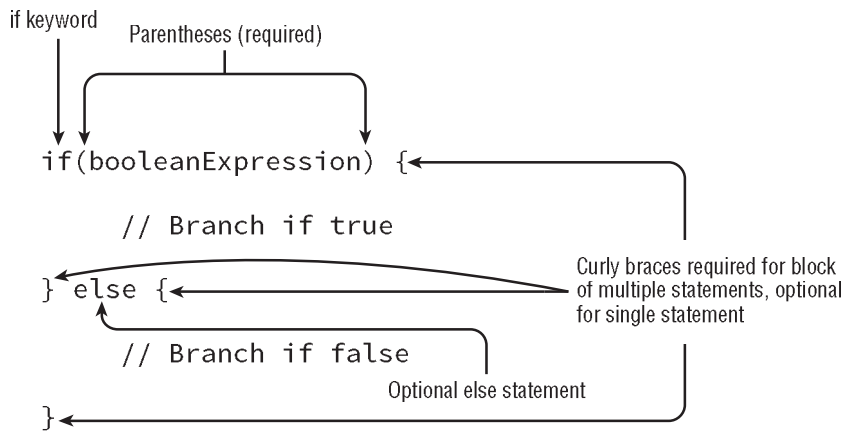 if keyword
Parentheses (required)
if(booleanExpression) {
// Branch if true
} else {
Curly braces required for block
of multiple statements, optional
for single statement
// Branch if false
Optional else statement
}